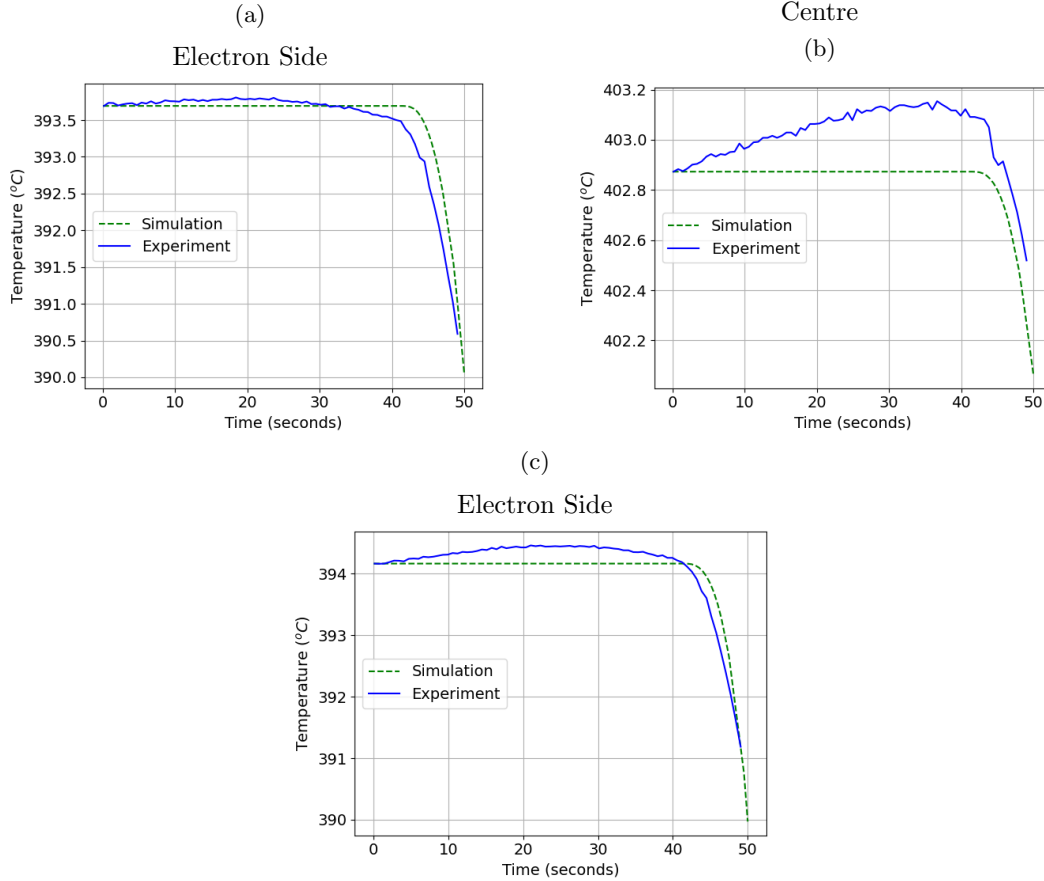 (a)
Electron Side
Temperature (°C)
393.5
393.0
392.5
392.0
391.5
391.0
390.5
390.0
Simulation
Experiment
0 10 20 30 40 50
Time (seconds)
Centre
(b)
Temperature (°C)
403.2
403.0
402.8
402.6
402.4
402.2
Simulation
Experiment
0 10 20 30 40 50
Time (seconds)
(c)
Electron Side
Temperature (°C)
394
393
392
391
390
Simulation
Experiment
0 10 20 30 40 50
Time (seconds)